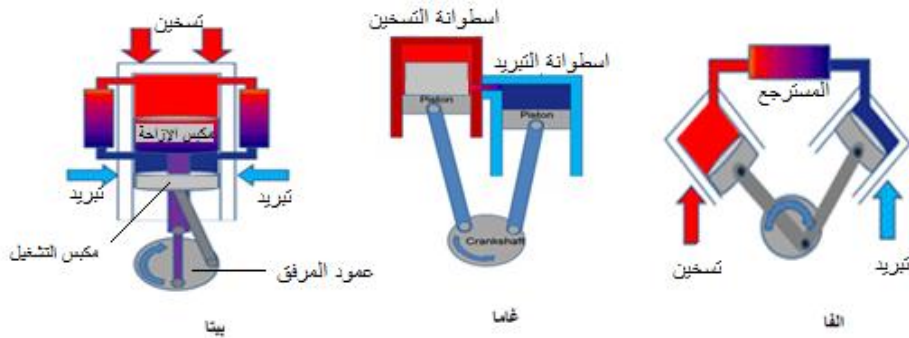 تسخين
مكبس الإزاحة
تبريد
تبريد
مكبس التشغيل
عمود المرفق
بيتا
اسطوانة التسخين
اسطوانة التبريد
Piston
Piston
Crankshaft
غاما
المسترجع
تسخين
تبريد
الفا